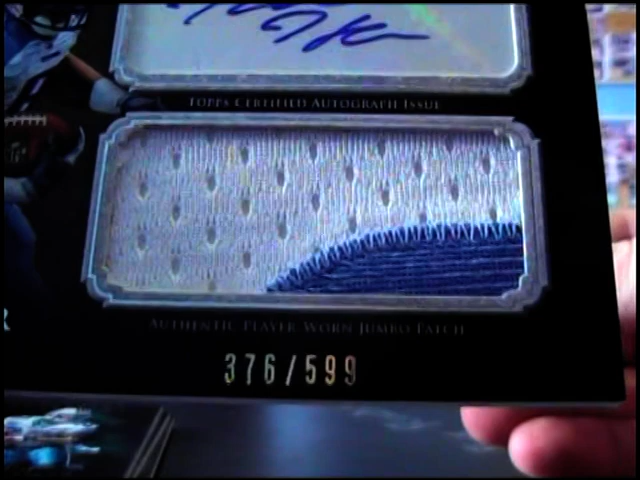 TOPPS CERTIFIED AUTOGRAPH ISSUE
AUTHENTIC PLAYER WORN JUMBO PATCH
R
376/599